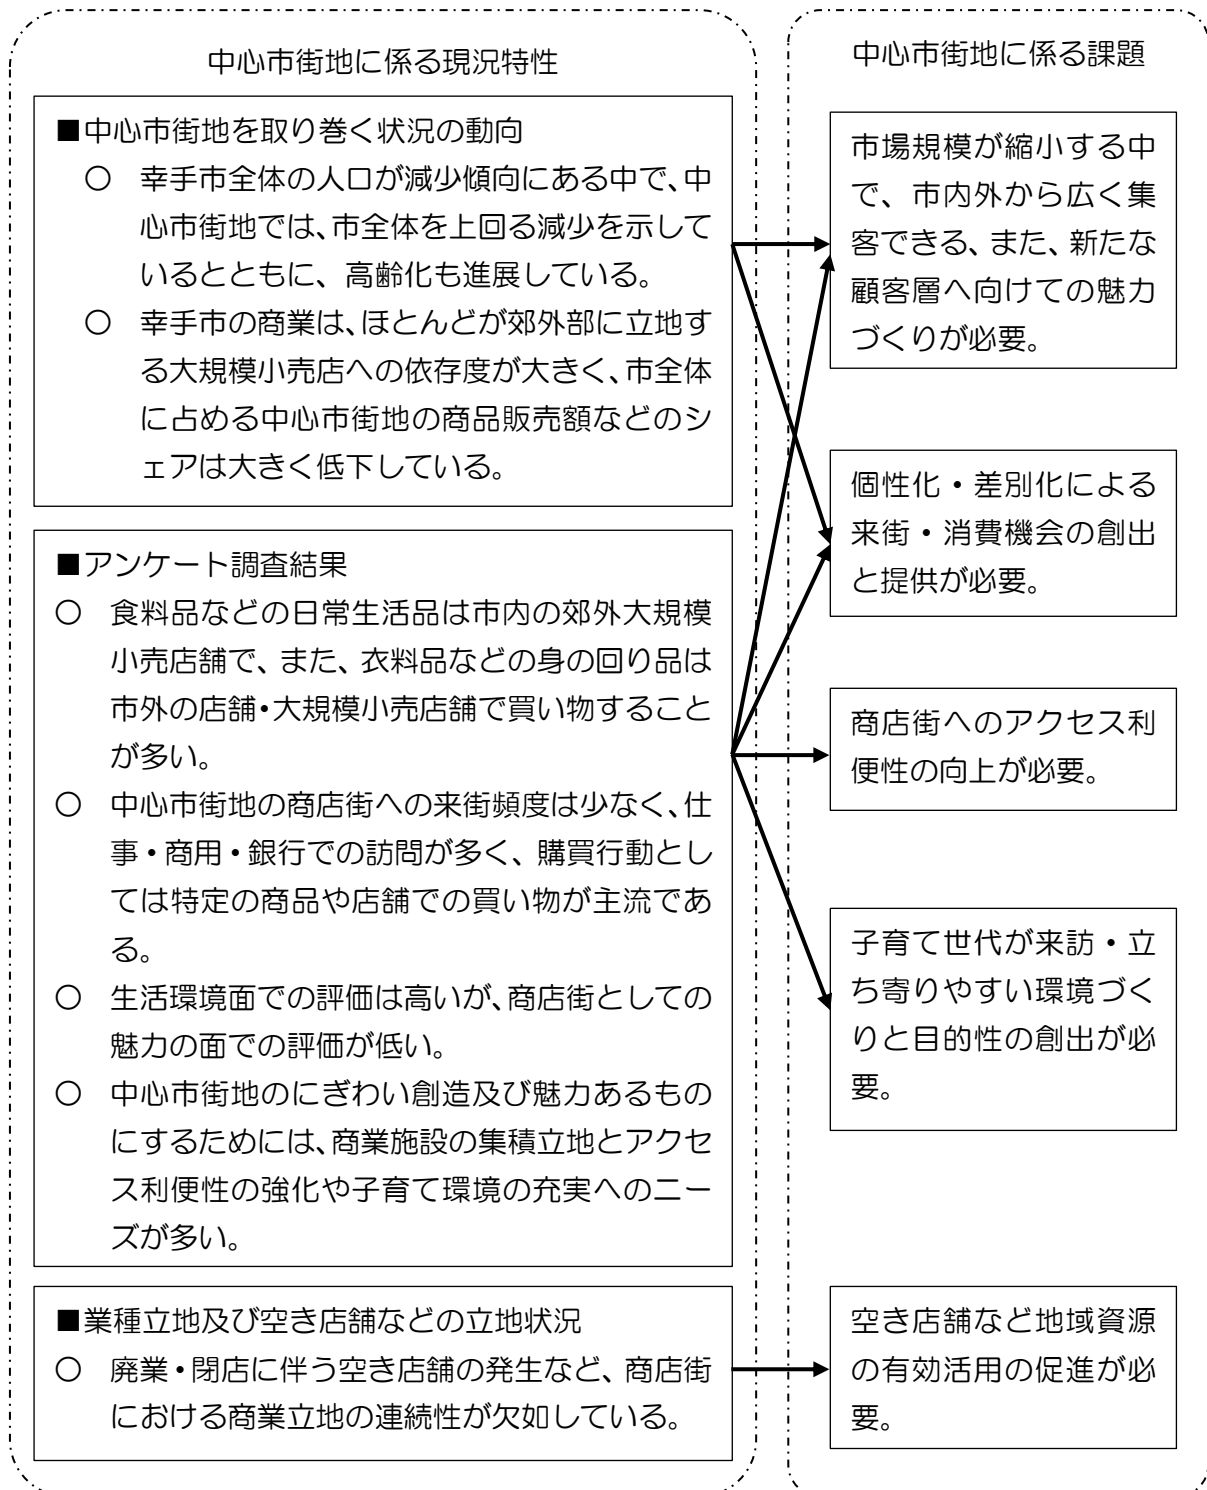 中心市街地に係る現況特性
■中心市街地を取り巻く状況の動向
○ 幸手市全体の人口が減少傾向にある中で、中
心市街地では、市全体を上回る減少を示して
いるとともに、高齢化も進展している。
○ 幸手市の商業は、ほとんどが郊外部に立地す
る大規模小売店への依存度が大きく、市全体
に占める中心市街地の商品販売額などのシ
ェアは大きく低下している。
■アンケート調査結果
○ 食料品などの日常生活品は市内の郊外大規模
小売店舗で、また、衣料品などの身の回り品は
市外の店舗・大規模小売店舗で買い物すること
が多い。
○ 中心市街地の商店街への来街頻度は少なく、仕
事・商用・銀行での訪問が多く、購買行動とし
ては特定の商品や店舗での買い物が主流であ
る。
○ 生活環境面での評価は高いが、商店街としての
魅力の面での評価が低い。
○ 中心市街地のにぎわい創造及び魅力あるもの
にするためには、商業施設の集積立地とアクセ
ス利便性の強化や子育て環境の充実へのニー
ズが多い。
■業種立地及び空き店舗などの立地状況
○ 廃業・閉店に伴う空き店舗の発生など、商店街
における商業立地の連続性が欠如している。
中心市街地に係る課題
市場規模が縮小する中
で、市内外から広く集
客できる、また、新たな
顧客層へ向けての魅力
づくりが必要。
個性化・差別化による
来街・消費機会の創出
と提供が必要。
商店街へのアクセス利
便性の向上が必要。
子育て世代が来訪・立
ち寄りやすい環境づく
りと目的性の創出が必
要。
空き店舗など地域資源
の有効活用の促進が必
要。